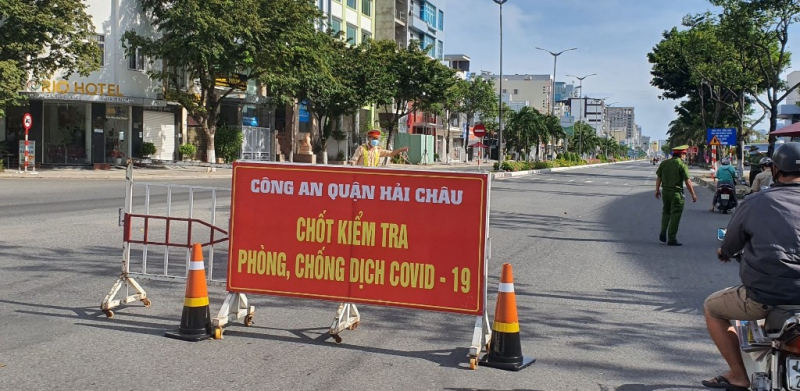 RIO HOTEL
CÔNG AN QUẬN HẢI CHÂU
CHỐT KIỂM TRA
PHÒNG, CHỐNG DỊCH COVID - 19